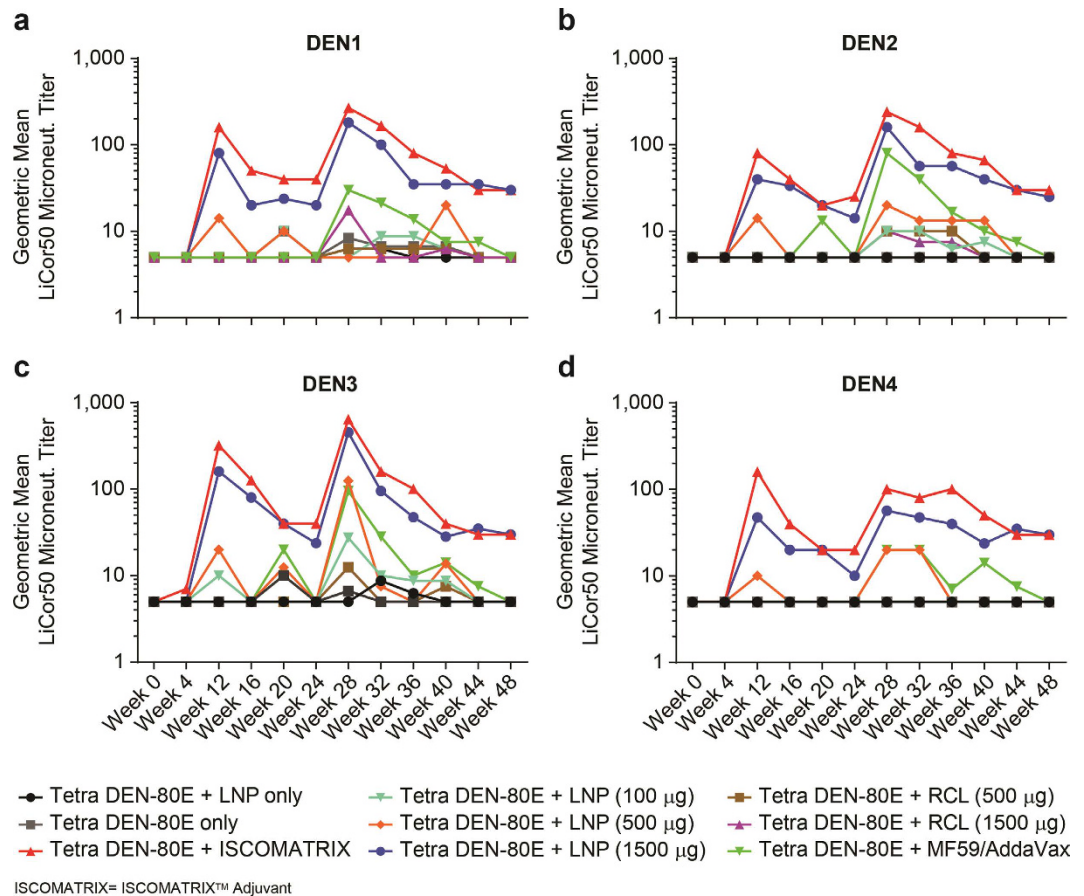 a
DEN1
Geometric Mean
LiCor50 Microneut. Titer
1,000
100
10
1
b
DEN2
Geometric Mean
LiCor50 Microneut. Titer
1,000
100
10
1
c
DEN3
Geometric Mean
LiCor50 Microneut. Titer
1,000
100
10
1
Week 0
Week 4
Week 12
Week 16
Week 20
Week 24
Week 28
Week 32
Week 36
Week 40
Week 44
Week 48
d
DEN4
Geometric Mean
LiCor50 Microneut. Titer
1,000
100
10
1
Week 0
Week 4
Week 12
Week 16
Week 20
Week 24
Week 28
Week 32
Week 36
Week 40
Week 44
Week 48
Tetra DEN-80E + LNP only
Tetra DEN-80E only
Tetra DEN-80E + ISCOMATRIX
Tetra DEN-80E + LNP (100 µg)
Tetra DEN-80E + LNP (500 µg)
Tetra DEN-80E + LNP (1500 µg)
Tetra DEN-80E + RCL (500 µg)
Tetra DEN-80E + RCL (1500 µg)
Tetra DEN-80E + MF59/AddaVax
ISCOMATRIX= ISCOMATRIX™ Adjuvant